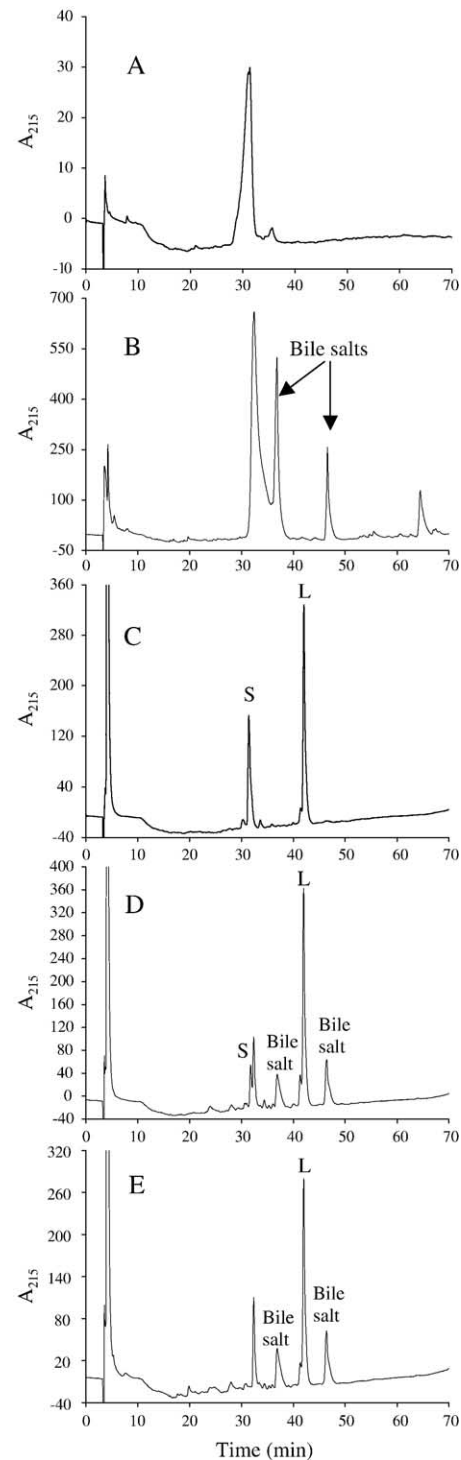 40
A
30
20
10
0
-10
A215
0 10 20 30 40 50 60 70
700
B
Bile salts
550
400
250
100
-50
A215
0 10 20 30 40 50 60 70
360
C
L
280
200
S
120
40
-40
A215
0 10 20 30 40 50 60 70
400
L
360
D
320
280
240
200
160
120
80
S
Bile
salt
Bile
salt
40
0
-40
A215
0 10 20 30 40 50 60 70
320
L
E
260
200
140
80
Bile
salt
Bile
salt
20
-40
A215
0 10 20 30 40 50 60 70
Time (min)